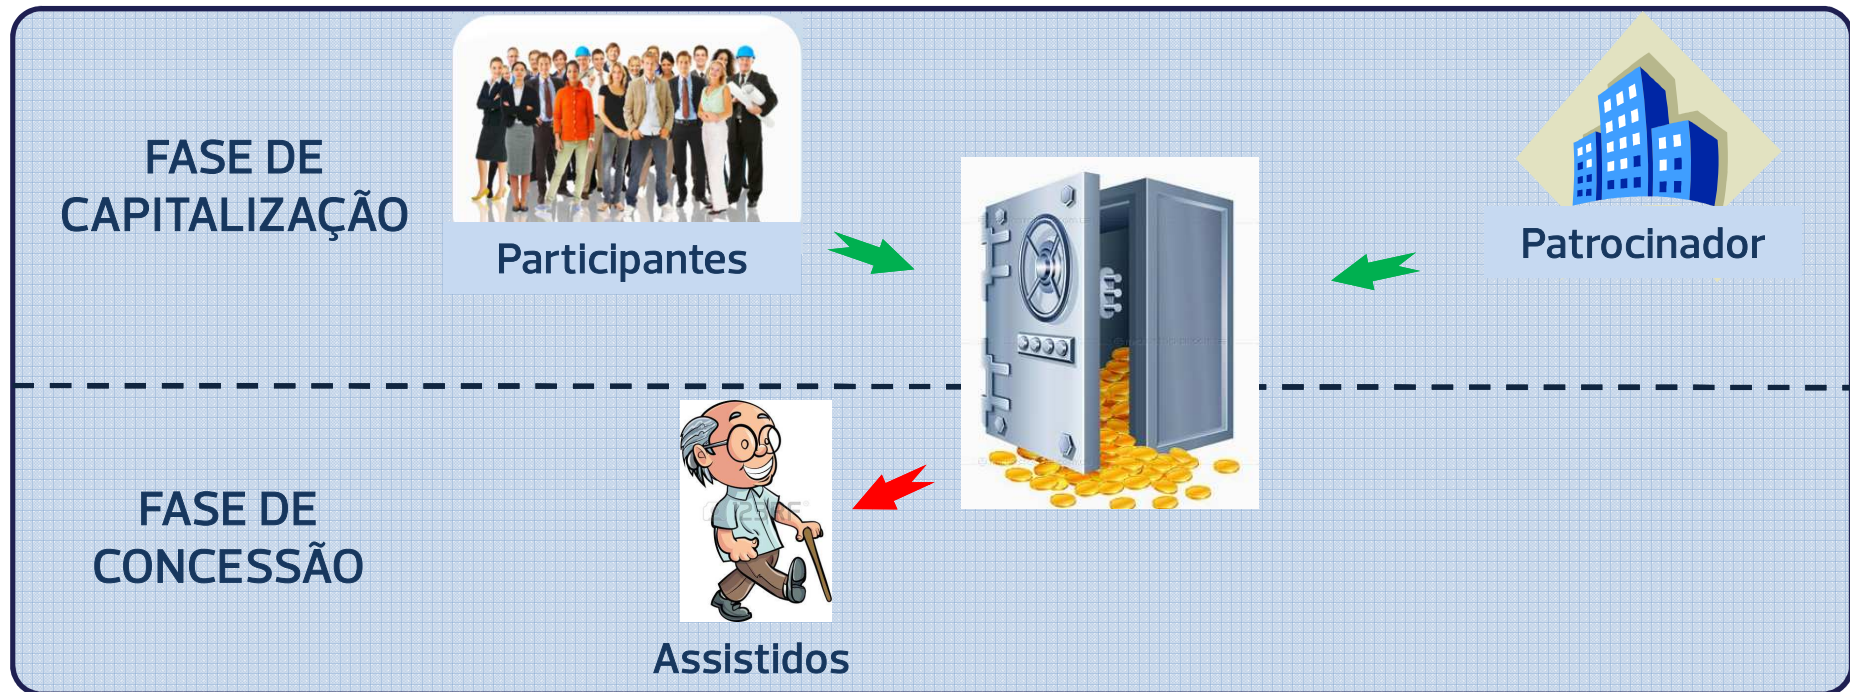 FASE DE
CAPITALIZAÇÃO
Participantes
Patrocinador
FASE DE
CONCESSÃO
Assistidos